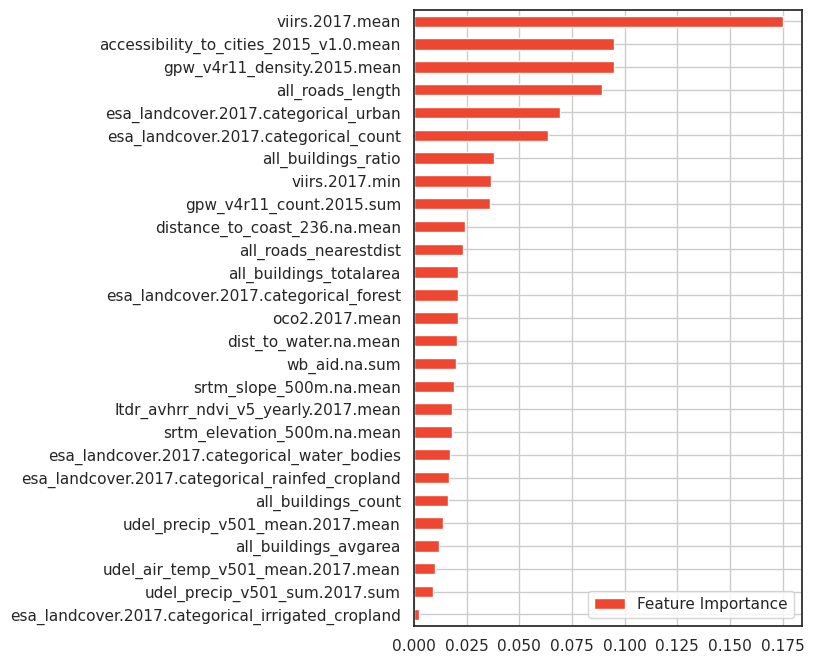 viirs.2017.mean
accessibility_to_cities_2015_v1.0.mean
gpw_v4r11_density.2015.mean
all_roads_length
esa_landcover.2017.categorical_urban
esa_landcover.2017.categorical_count
all_buildings_ratio
viirs.2017.min
gpw_v4r11_count.2015.sum
distance_to_coast_236.na.mean
all_roads_nearestdist
all_buildings_totalarea
esa_landcover.2017.categorical_forest
oco2.2017.mean
dist_to_water.na.mean
wb_aid.na.sum
srtm_slope_500m.na.mean
ltdr_avhrr_ndvi_v5_yearly.2017.mean
srtm_elevation_500m.na.mean
esa_landcover.2017.categorical_water_bodies
esa_landcover.2017.categorical_rainfed_cropland
all_buildings_count
udel_precip_v501_mean.2017.mean
all_buildings_avgarea
udel_air_temp_v501_mean.2017.mean
udel_precip_v501_sum.2017.sum
esa_landcover.2017.categorical_irrigated_cropland
Feature Importance
0.000 0.025 0.050 0.075 0.100 0.125 0.150 0.175